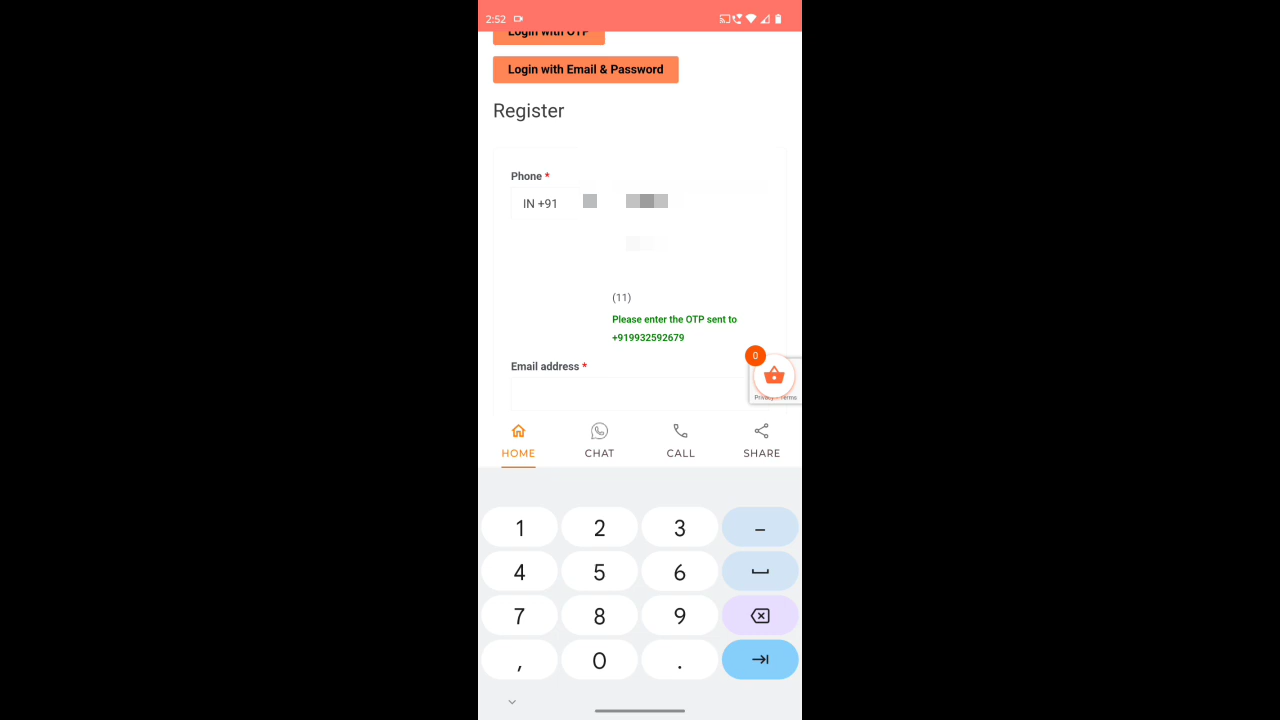 2:52
Login with OTP
Login with Email & Password
Register
Phone *
IN +91
(11)
Please enter the OTP sent to
+919932592679
Email address *
0
Privacy - Terms
HOME CHAT CALL SHARE
1 2 3 –
4 5 6
7 8 9
, 0 .